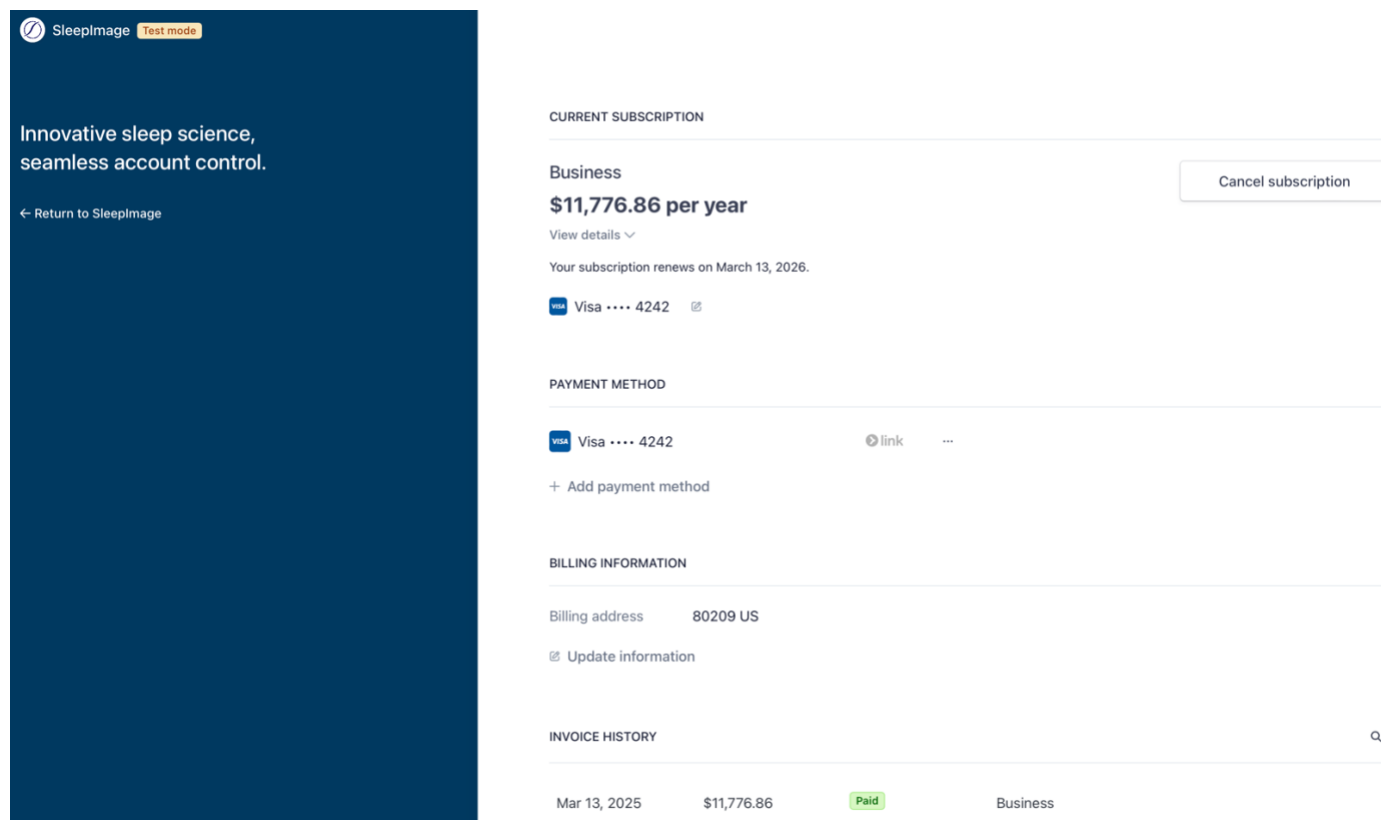 SleepImage Test mode
Innovative sleep science,
seamless account control.
← Return to SleepImage
CURRENT SUBSCRIPTION
Business
Cancel subscription
$11,776.86 per year
View details
Your subscription renews on March 13, 2026.
VISA Visa •••• 4242
PAYMENT METHOD
VISA Visa •••• 4242 link ...
+ Add payment method
BILLING INFORMATION
Billing address 80209 US
Update information
INVOICE HISTORY
Mar 13, 2025 $11,776.86 Paid Business